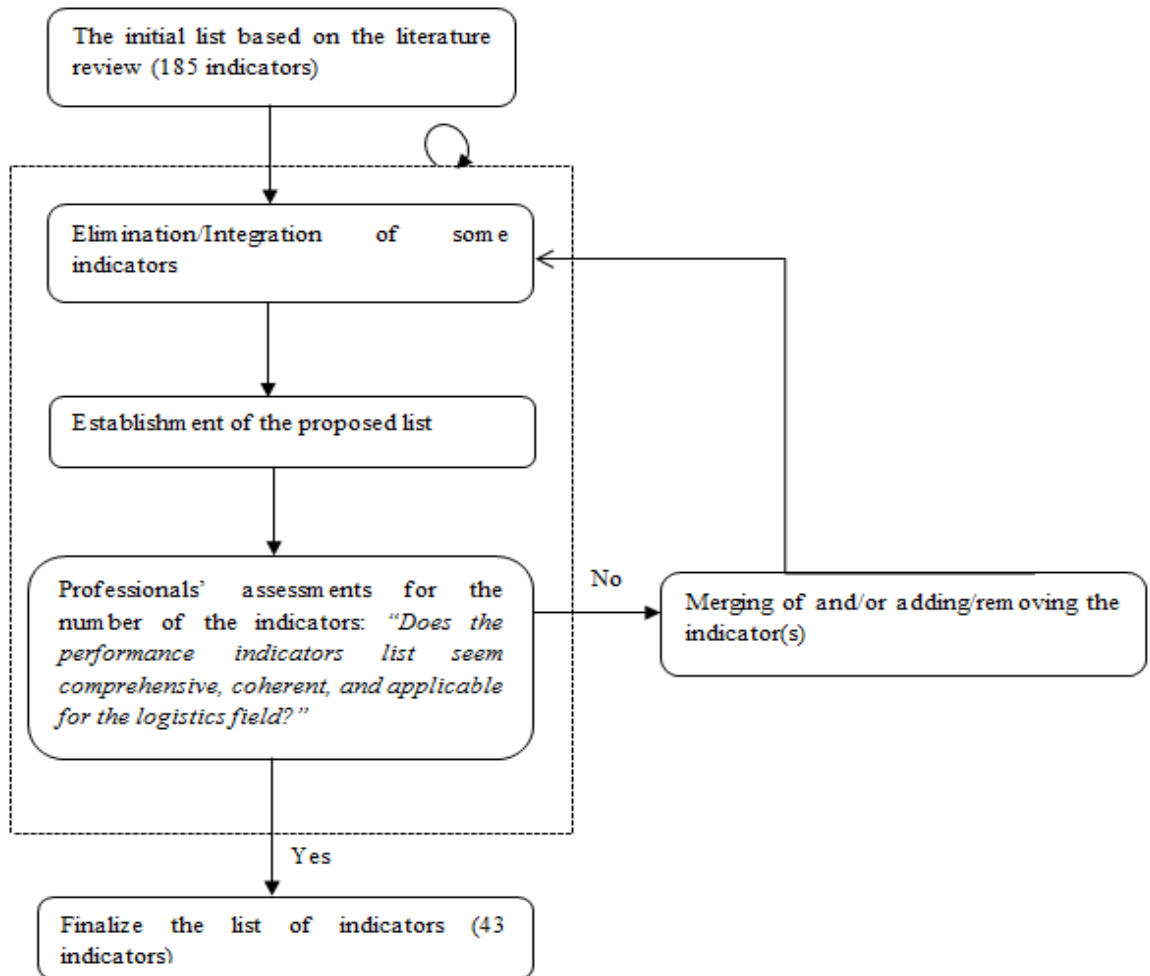 The initial list based on the literature
review (185 indicators)
Elimination/Integration of some
indicators
Establishment of the proposed list
Professionals’ assessments for the
number of the indicators: “Does the
performance indicators list seem
comprehensive, coherent, and applicable
for the logistics field?”
No
Merging of and/or adding/removing the
indicator(s)
Yes
Finalize the list of indicators (43
indicators)